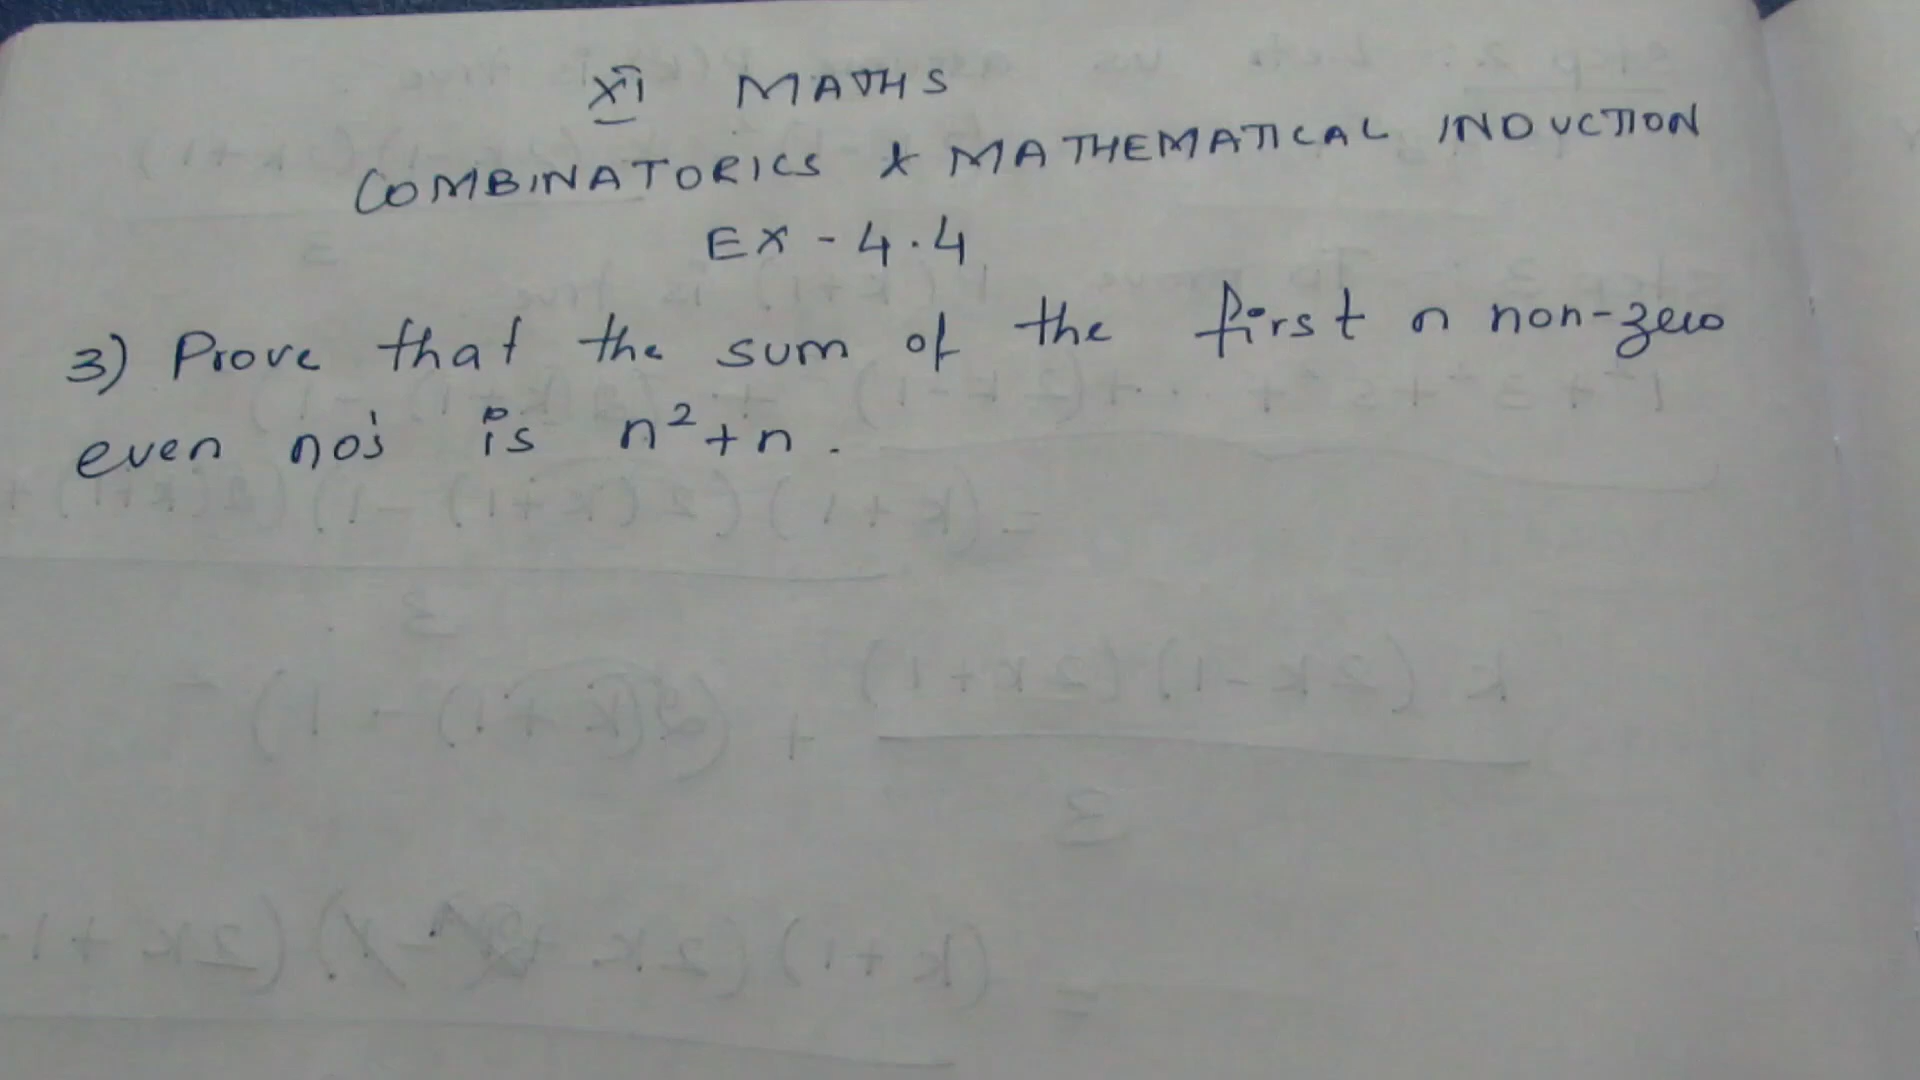 XI MATHS
COMBINATORICS & MATHEMATICAL INDUCTION
EX - 4.4
3) Prove that the sum of the first n non-zero
even no's is n²+n.